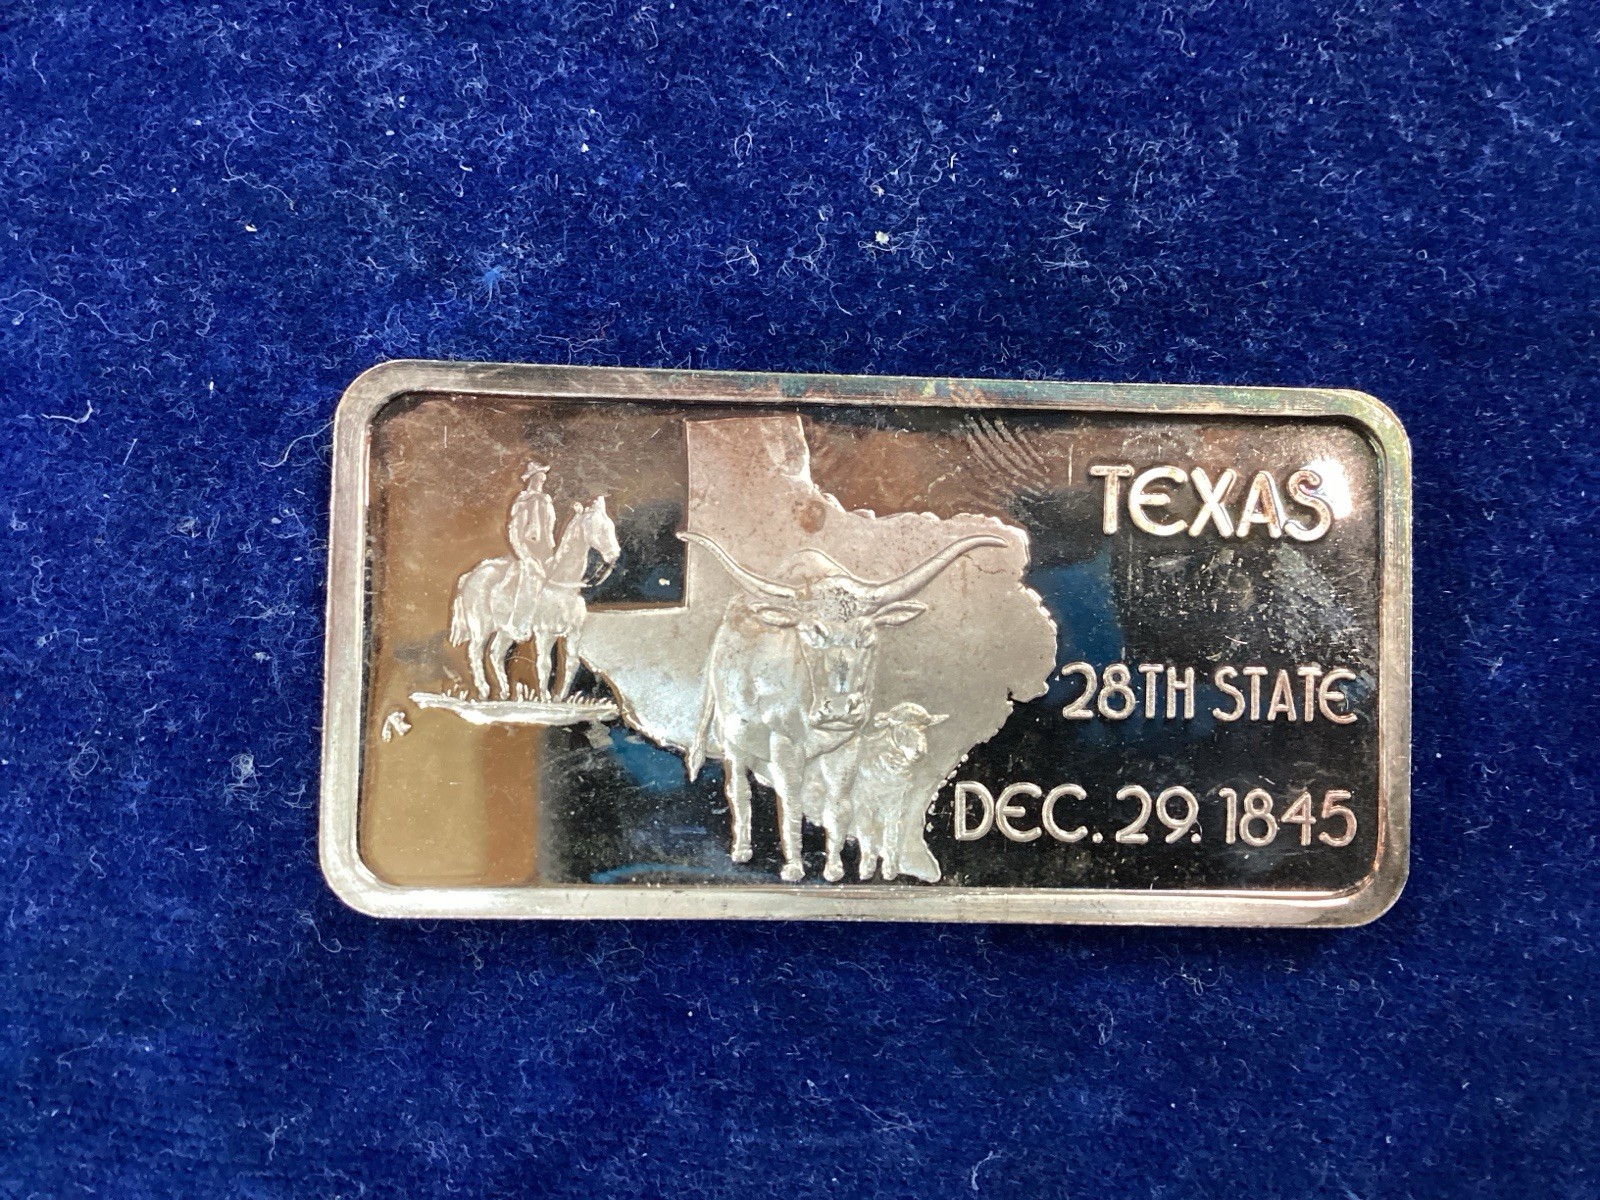 TEXAS
28TH STATE
DEC. 29. 1845